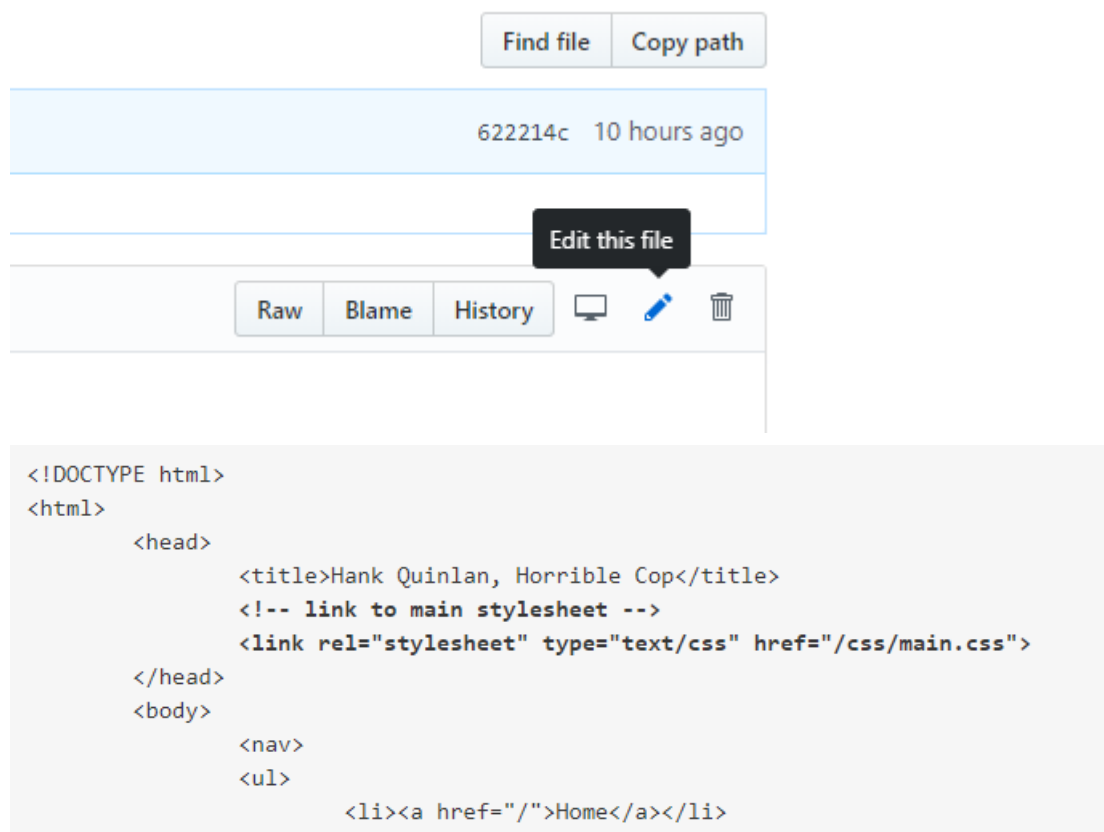 Find file Copy path
622214c 10 hours ago
Edit this file
Raw Blame History
<!DOCTYPE html>
<html>
<head>
<title>Hank Quinlan, Horrible Cop</title>
<!-- link to main stylesheet -->
<link rel="stylesheet" type="text/css" href="/css/main.css">
</head>
<body>
<nav>
<ul>
<li><a href="/">Home</a></li>